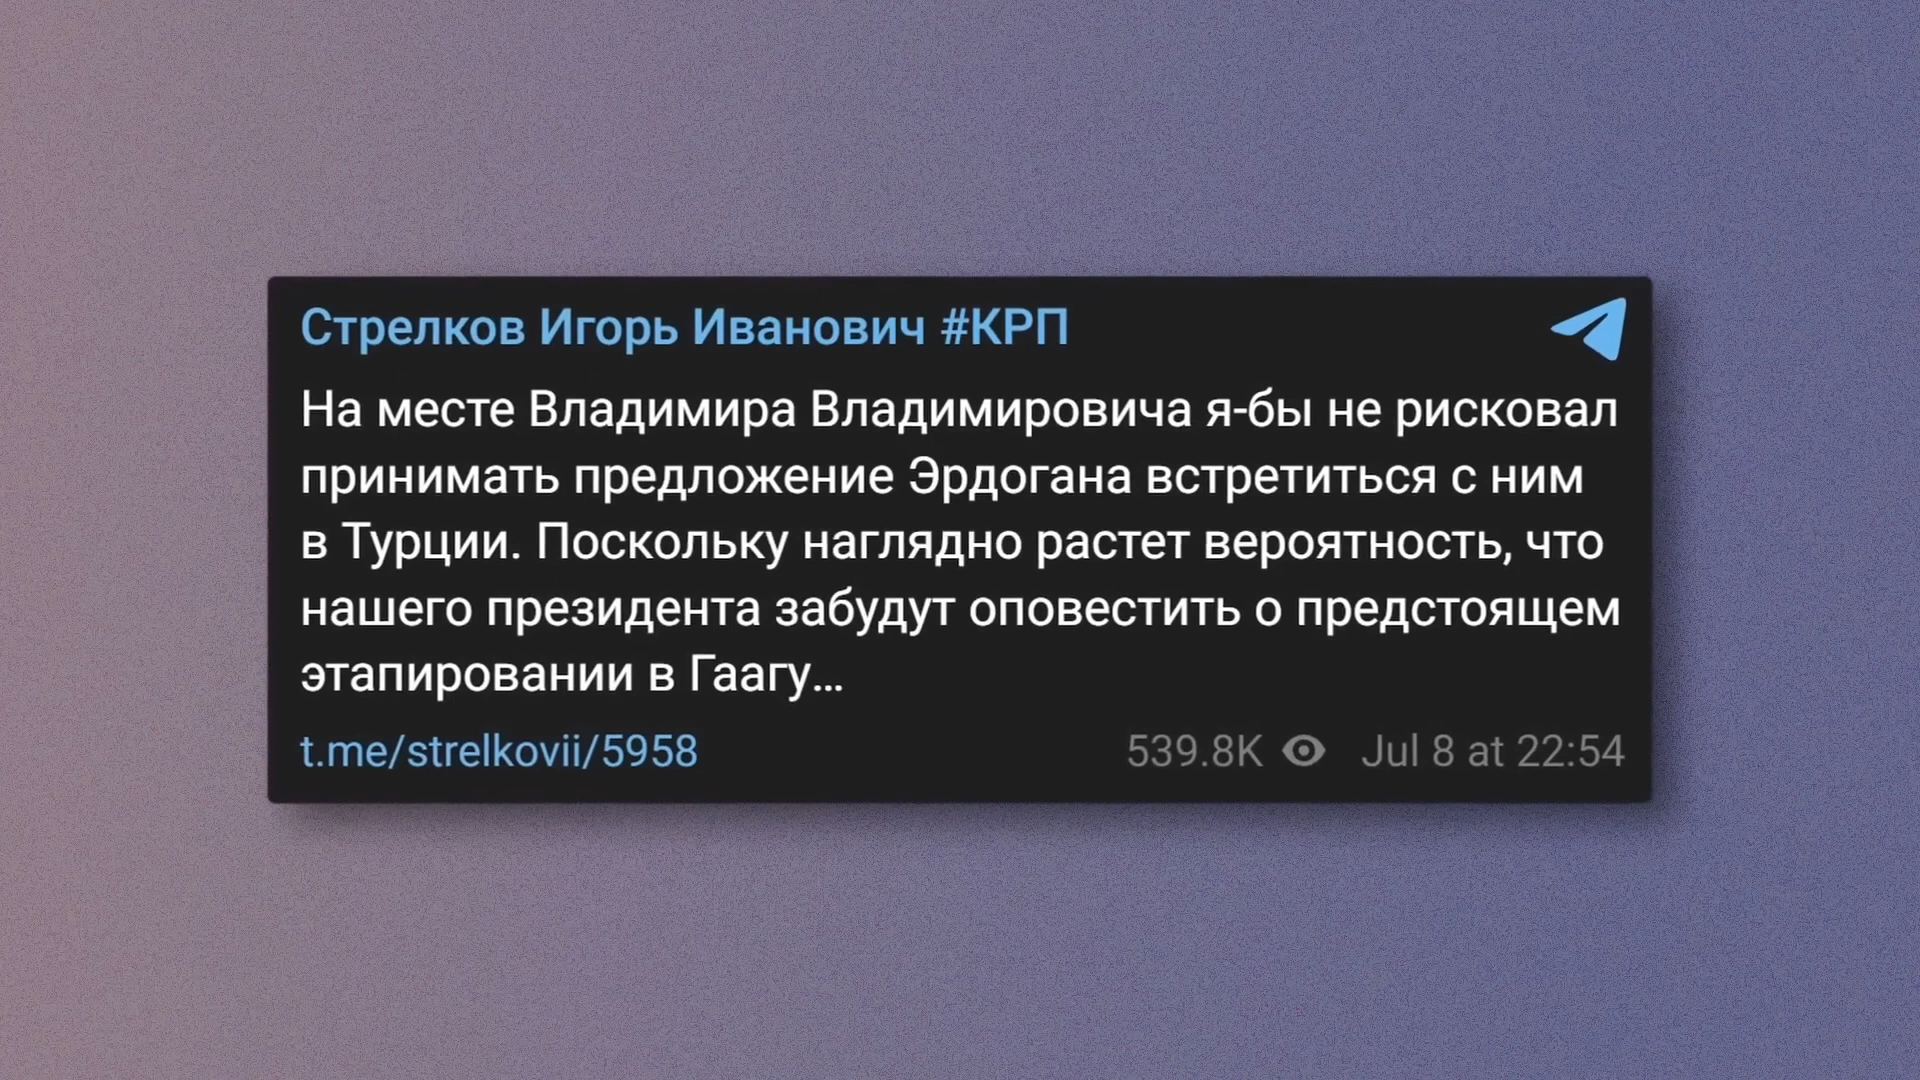 Стрелков Игорь Иванович #КРП
На месте Владимира Владимировича я-бы не рисковал
принимать предложение Эрдогана встретиться с ним
в Турции. Поскольку наглядно растет вероятность, что
нашего президента забудут оповестить о предстоящем
этапировании в Гаагу...
t.me/strelkovii/5958 539.8K Jul 8 at 22:54